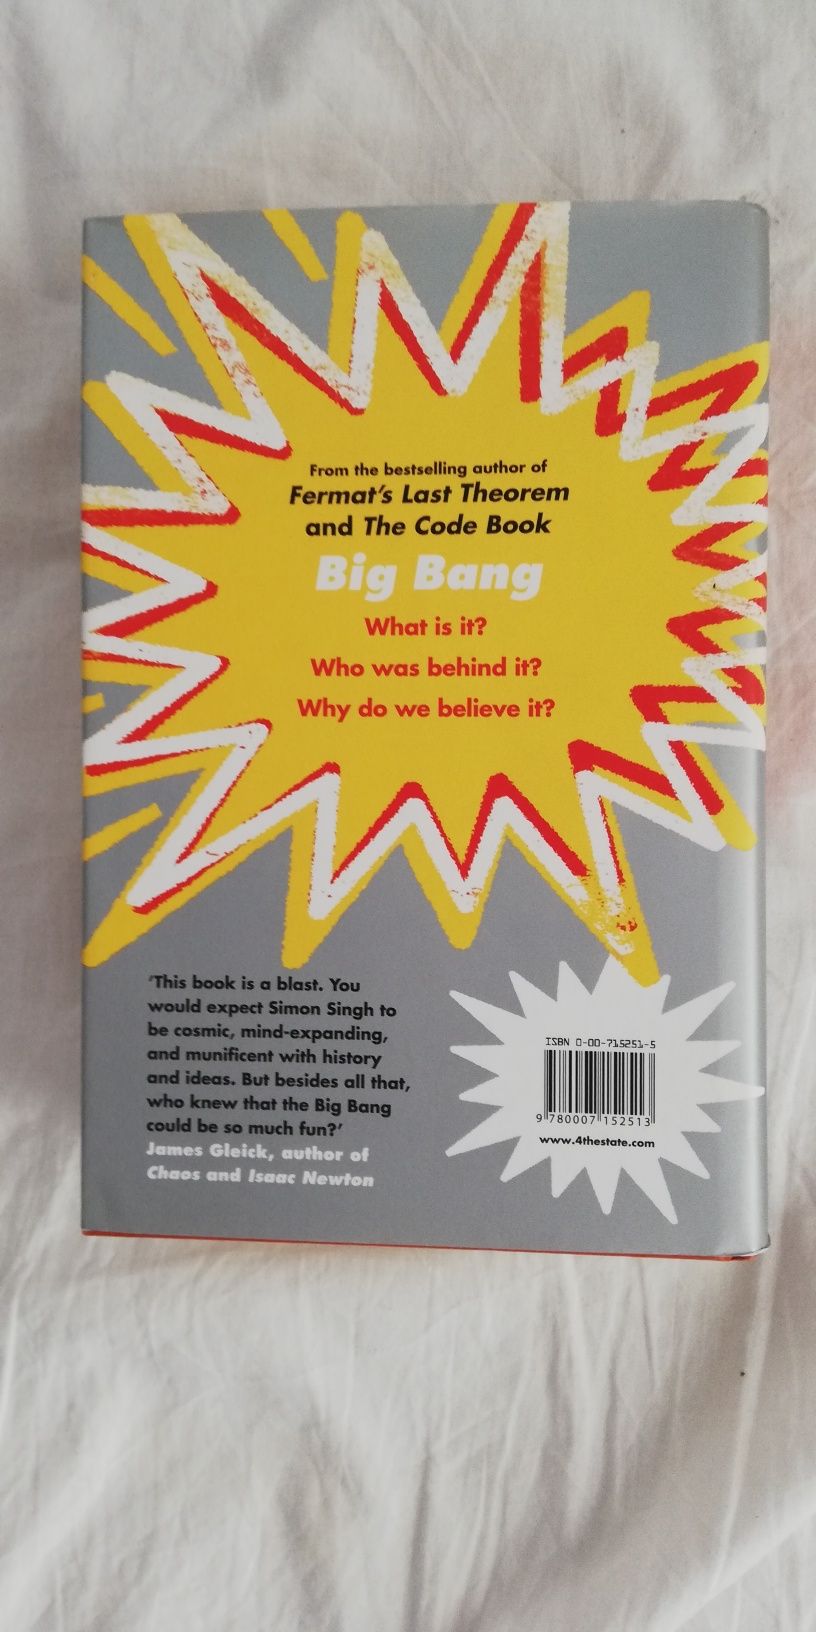 From the bestselling author of
Fermat's Last Theorem
and The Code Book
Big Bang
What is it?
Who was behind it?
Why do we believe it?
'This book is a blast. You
would expect Simon Singh to
be cosmic, mind-expanding,
and munificent with history
and ideas. But besides all that,
who knew that the Big Bang
could be so much fun?'
James Gleick, author of
Chaos and Isaac Newton
ISBN 0-00-715251-5
9 780007 152513
www.4thestate.com